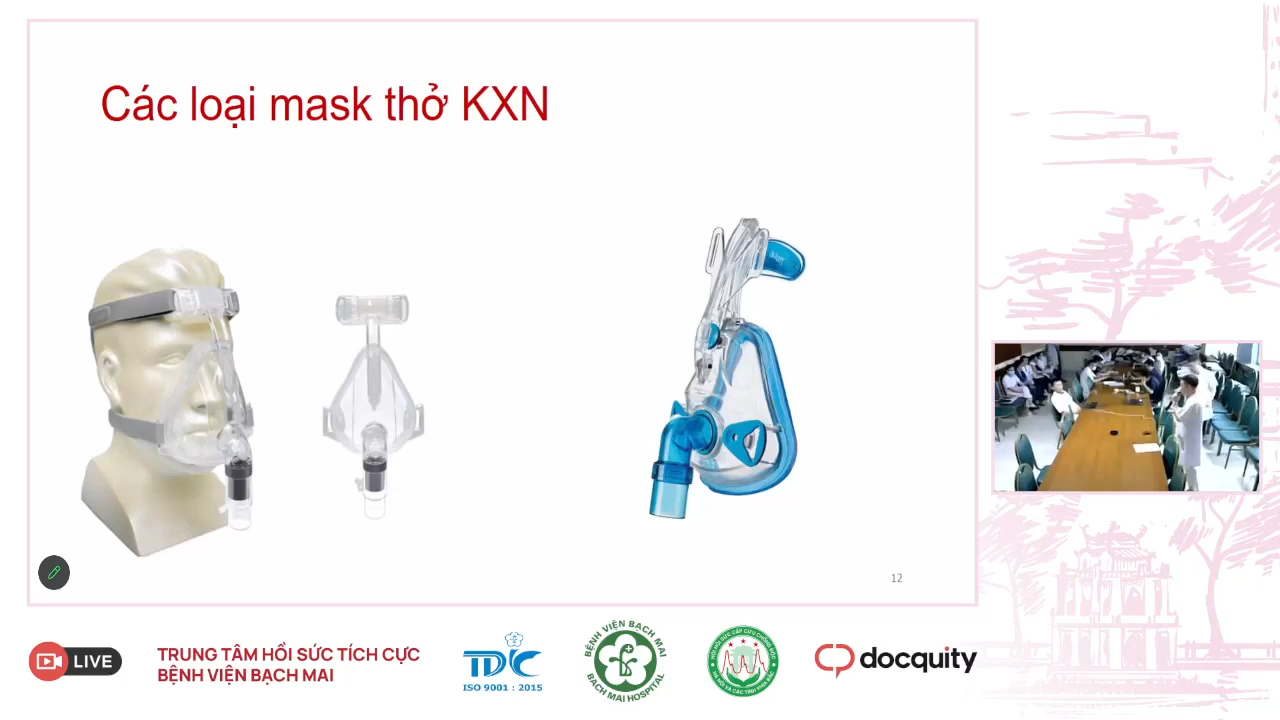 Các loại mask thở KXN
12
LIVE
TRUNG TÂM HỒI SỨC TÍCH CỰC
BỆNH VIỆN BẠCH MAI
TDC
ISO 9001 : 2015
BỆNH VIỆN BẠCH MAI
BACH MAI HOSPITAL
docquity